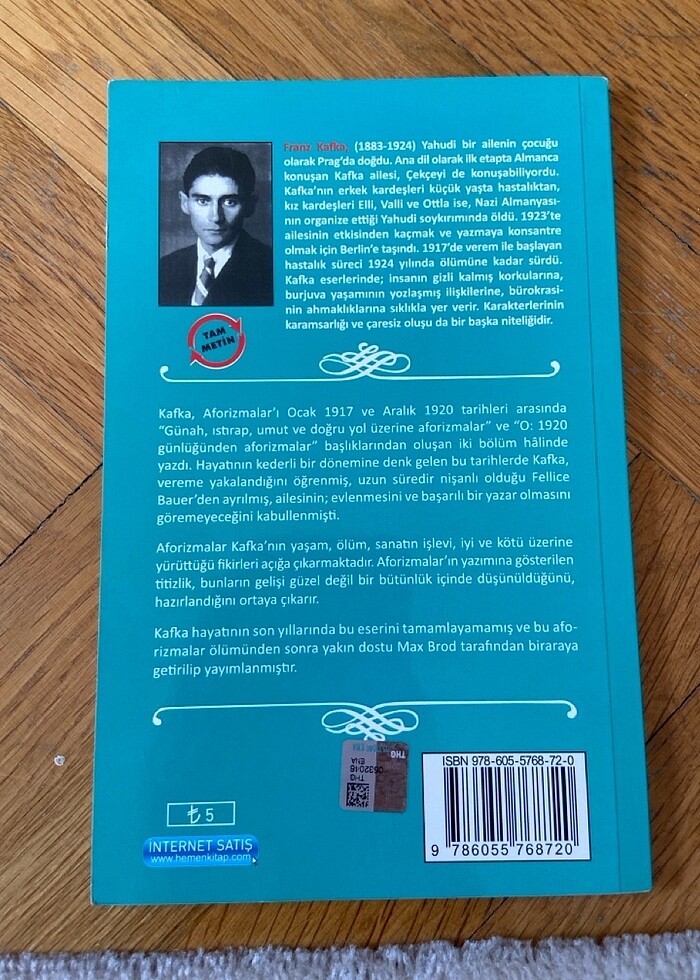 Franz Kafka, (1883-1924) Yahudi bir ailenin çocuğu
olarak Prag'da doğdu. Ana dil olarak ilk etapta Almanca
konuşan Kafka ailesi, Çekçeyi de konuşabiliyordu.
Kafka'nın erkek kardeşleri küçük yaşta hastalıktan,
kız kardeşleri Elli, Valli ve Ottla ise, Nazi Almanyası-
nın organize ettiği Yahudi soykırımında öldü. 1923'te
ailesinin etkisinden kaçmak ve yazmaya konsantre
olmak için Berlin'e taşındı. 1917'de verem ile başlayan
hastalık süreci 1924 yılında ölümüne kadar sürdü.
Kafka eserlerinde; insanın gizli kalmış korkularına,
burjuva yaşamının yozlaşmış ilişkilerine, bürokrasi-
nin ahmaklıklarına sıklıkla yer verir. Karakterlerinin
karamsarlığı ve çaresiz oluşu da bir başka niteliğidir.
TAM
METİN
Kafka, Aforizmalar'ı Ocak 1917 ve Aralık 1920 tarihleri arasında
"Günah, ıstırap, umut ve doğru yol üzerine aforizmalar" ve "O: 1920
günlüğünden aforizmalar" başlıklarından oluşan iki bölüm hâlinde
yazdı. Hayatının kederli bir dönemine denk gelen bu tarihlerde Kafka,
vereme yakalandığını öğrenmiş, uzun süredir nişanlı olduğu Fellice
Bauer'den ayrılmış, ailesinin; evlenmesini ve başarılı bir yazar olmasını
göremeyeceğini kabullenmişti.
Aforizmalar Kafka'nın yaşam, ölüm, sanatın işlevi, iyi ve kötü üzerine
yürüttüğü fikirleri açığa çıkarmaktadır. Aforizmalar'ın yazımına gösterilen
titizlik, bunların gelişi güzel değil bir bütünlük içinde düşünüldüğünü,
hazırlandığını ortaya çıkarır.
Kafka hayatının son yıllarında bu eserini tamamlayamamış ve bu afo-
rizmalar ölümünden sonra yakın dostu Max Brod tarafından biraraya
getirilip yayımlanmıştır.
THG
ENA
0532048
THG
ISBN 978-605-5768-72-0
9 786055 768720
₺ 5
İNTERNET SATIŞ
www.hemenkitap.com